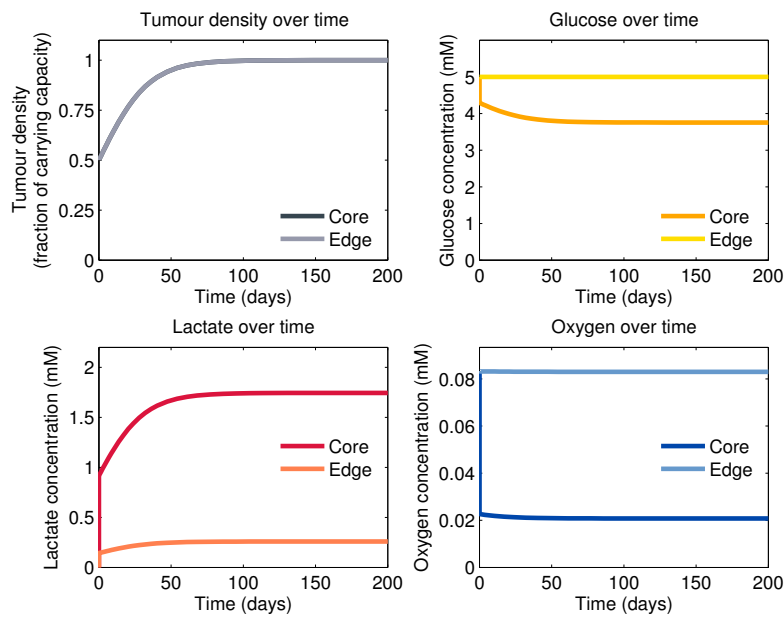 Tumour density over time
Tumour density
(fraction of carrying capacity)
1
0.75
0.5
0.25
0
Core
Edge
0 50 100 150 200
Time (days)
Glucose over time
Glucose concentration (mM)
6
5
4
3
2
1
0
Core
Edge
0 50 100 150 200
Time (days)
Lactate over time
Lactate concentration (mM)
2
1.5
1
0.5
0
Core
Edge
0 50 100 150 200
Time (days)
Oxygen over time
Oxygen concentration (mM)
0.08
0.06
0.04
0.02
0
Core
Edge
0 50 100 150 200
Time (days)